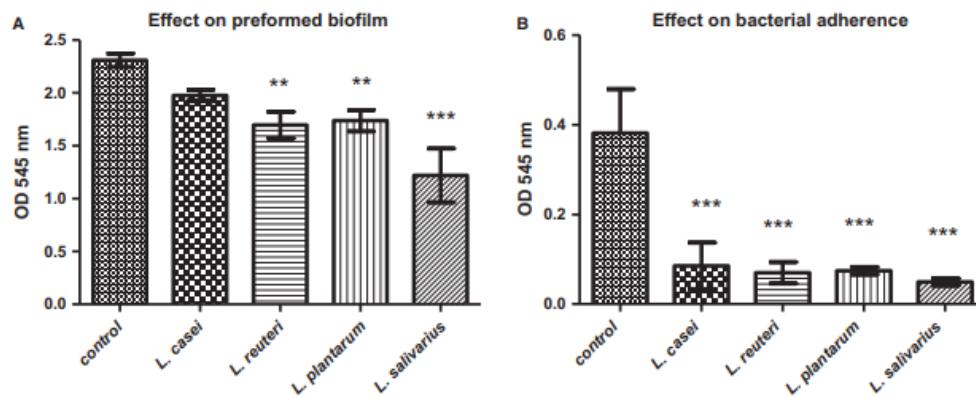 A
Effect on preformed biofilm
OD 545 nm
2.5
2.0
1.5
1.0
0.5
0.0
**
**
***
control
L. casei
L. reuteri
L. plantarum
L. salivarius
B
Effect on bacterial adherence
OD 545 nm
0.6
0.4
0.2
0.0
***
***
***
***
control
L. casei
L. reuteri
L. plantarum
L. salivarius